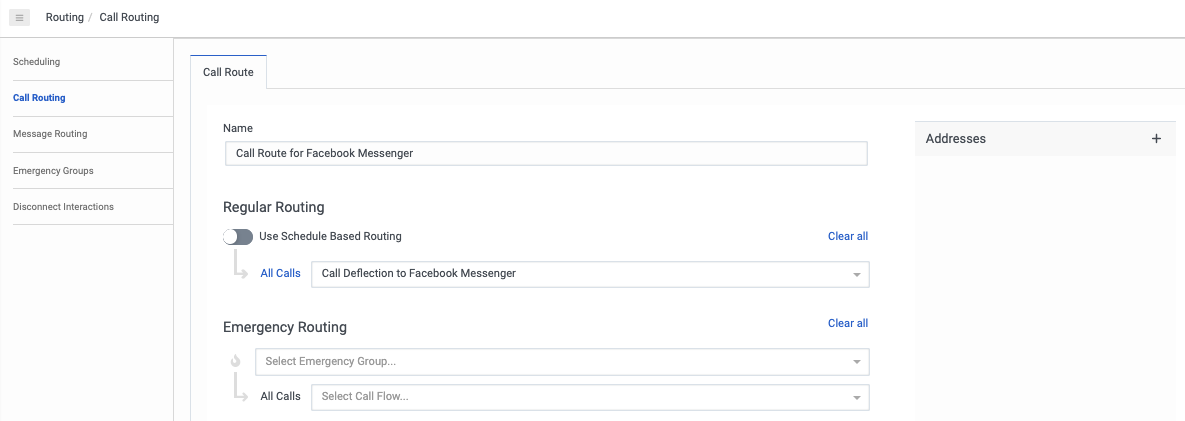 Routing / Call Routing
Scheduling
Call Routing
Message Routing
Emergency Groups
Disconnect Interactions
Call Route
Name
Call Route for Facebook Messenger
Regular Routing
Use Schedule Based Routing
Clear all
All Calls
Call Deflection to Facebook Messenger
Emergency Routing
Clear all
Select Emergency Group...
All Calls
Select Call Flow...
Addresses +